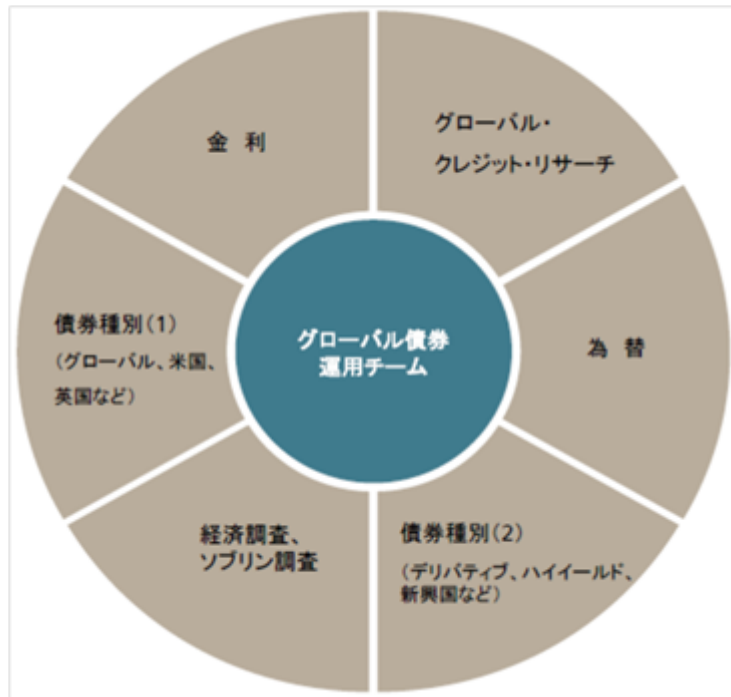 金 利
グローバル・
クレジット・リサーチ
債券種別(1)
(グローバル、米国、
英国など)
グローバル債券
運用チーム
為 替
経済調査、
ソブリン調査
債券種別(2)
(デリバティブ、ハイイールド、
新興国など)